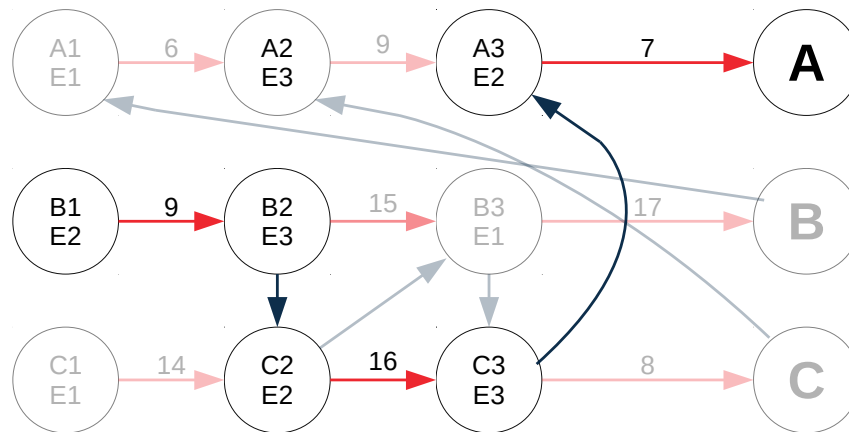 A1 6 A2 9 A3 7 A
E1 E3 E2
B1 9 B2 15 B3 17 B
E2 E3 E1
C1 14 C2 16 C3 8 C
E1 E2 E3